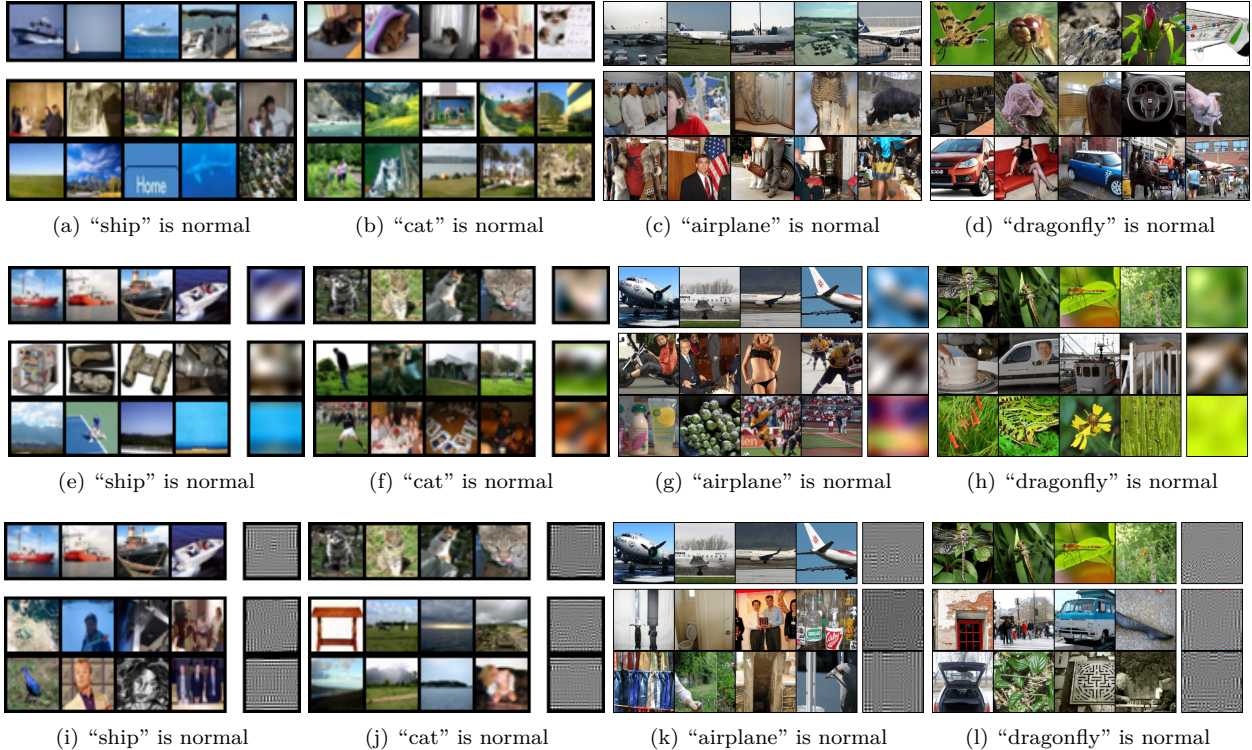 Home
(a) “ship” is normal
(b) “cat” is normal
(c) “airplane” is normal
(d) “dragonfly” is normal
(e) “ship” is normal
(f) “cat” is normal
(g) “airplane” is normal
(h) “dragonfly” is normal
(i) “ship” is normal
(j) “cat” is normal
(k) “airplane” is normal
(l) “dragonfly” is normal